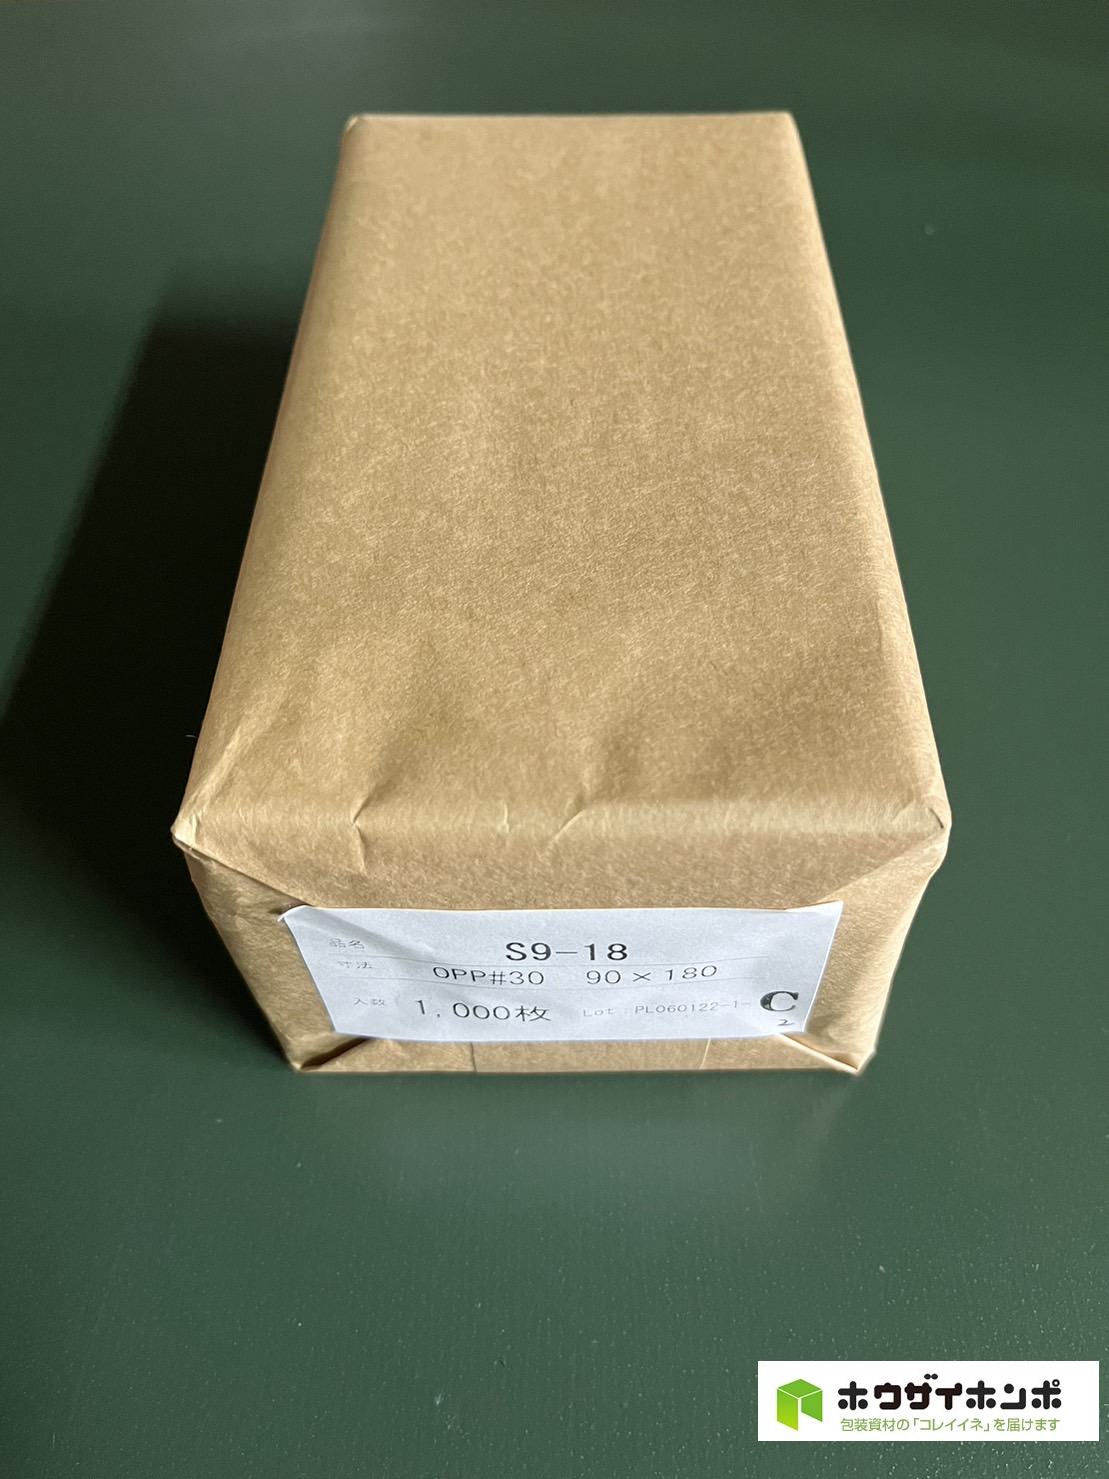 品名 S9-18
寸法 OPP#30 90×180
入数 1,000枚 Lot:PL060122-1- C
2
ホウザイホンポ
包装資材の「コレイイネ」を届けます